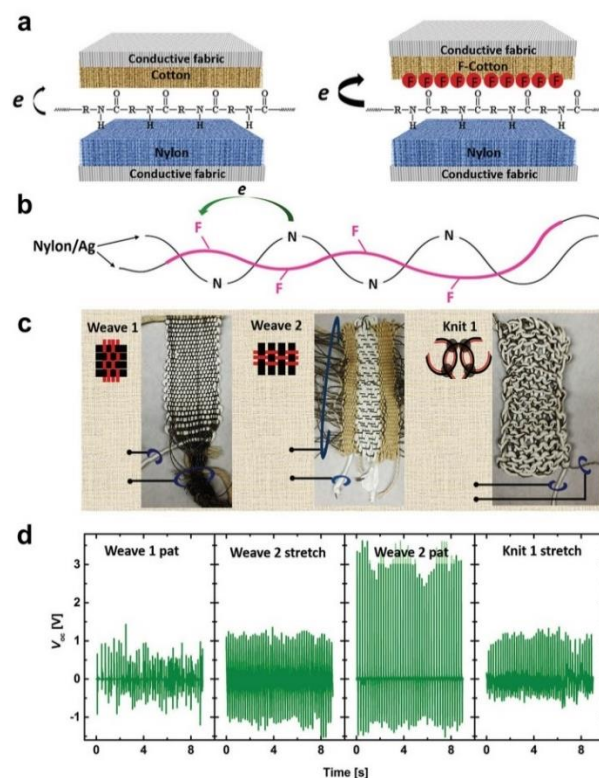 a
Conductive fabric
Cotton
e
O O O O
R-N-C-R-N-C-R-N-C-R-N-C
H H H H
Nylon
Conductive fabric
Conductive fabric
F-Cotton
F F F F F F F F F F
e
O O O O
R-N-C-R-N-C-R-N-C-R-N-C
H H H H
Nylon
Conductive fabric
b
e
F N F N
Nylon/Ag
N F N F
c
Weave 1
Weave 2
Knit 1
d
Weave 1 pat
Weave 2 stretch
Weave 2 pat
Knit 1 stretch
3
2
1
0
-1
Voc [V]
0 4 8 0 4 8 0 4 8 0 4 8
Time [s]